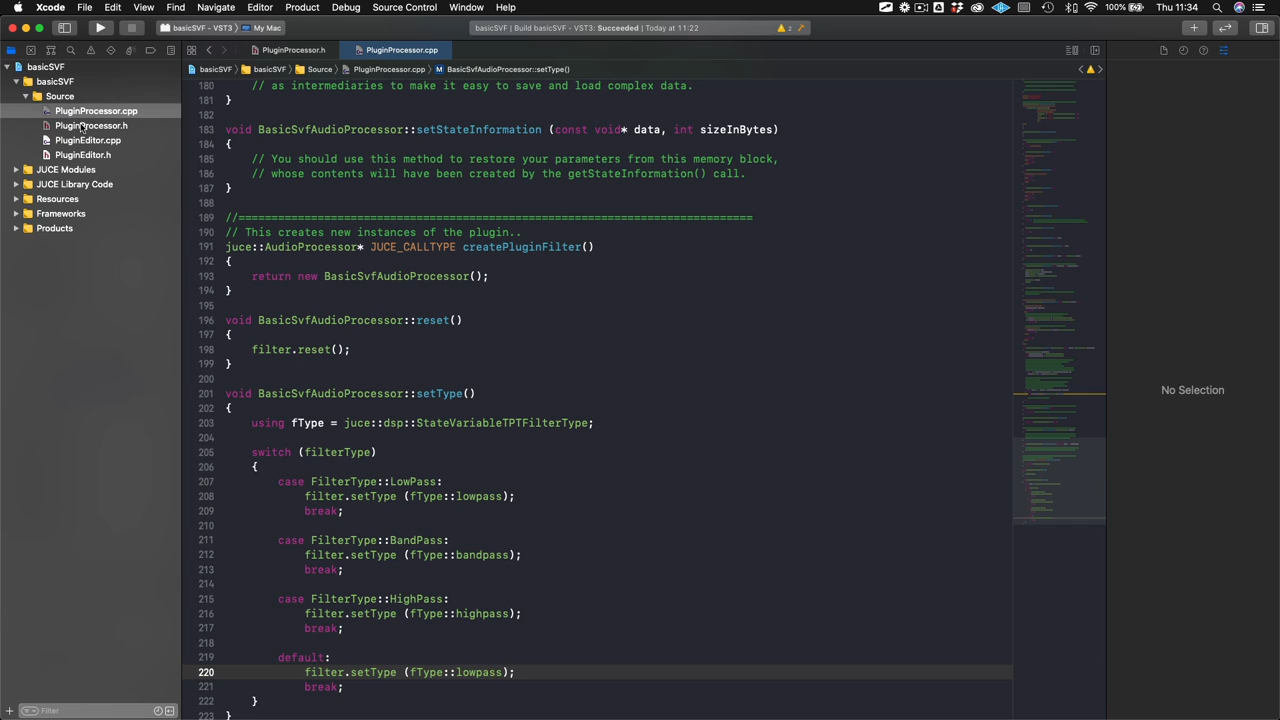 Xcode File Edit View Find Navigate Editor Product Debug Source Control Window Help 100% Thu 11:34
basicSVF - VST3 My Mac basicSVF | Build basicSVF - VST3: Succeeded | Today at 11:22 2
PluginProcessor.h PluginProcessor.cpp
basicSVF basicSVF Source PluginProcessor.cpp M BasicSvfAudioProcessor::setType()
basicSVF
basicSVF
Source
PluginProcessor.cpp
PluginProcessor.h
PluginEditor.cpp
PluginEditor.h
JUCE Modules
JUCE Library Code
Resources
Frameworks
Products
Filter
180 // as intermediaries to make it easy to save and load complex data.
181 }
182
183 void BasicSvfAudioProcessor::setStateInformation (const void* data, int sizeInBytes)
184 {
185 // You should use this method to restore your parameters from this memory block,
186 // whose contents will have been created by the getStateInformation() call.
187 }
188
189 //==============================================================================
190 // This creates new instances of the plugin..
191 juce::AudioProcessor* JUCE_CALLTYPE createPluginFilter()
192 {
193 return new BasicSvfAudioProcessor();
194 }
195
196 void BasicSvfAudioProcessor::reset()
197 {
198 filter.reset();
199 }
200
201 void BasicSvfAudioProcessor::setType()
202 {
203 using fType = juce::dsp::StateVariableTPTFilterType;
204
205 switch (filterType)
206 {
207 case FilterType::LowPass:
208 filter.setType (fType::lowpass);
209 break;
210
211 case FilterType::BandPass:
212 filter.setType (fType::bandpass);
213 break;
214
215 case FilterType::HighPass:
216 filter.setType (fType::highpass);
217 break;
218
219 default:
220 filter.setType (fType::lowpass);
221 break;
222 }
223 }
No Selection